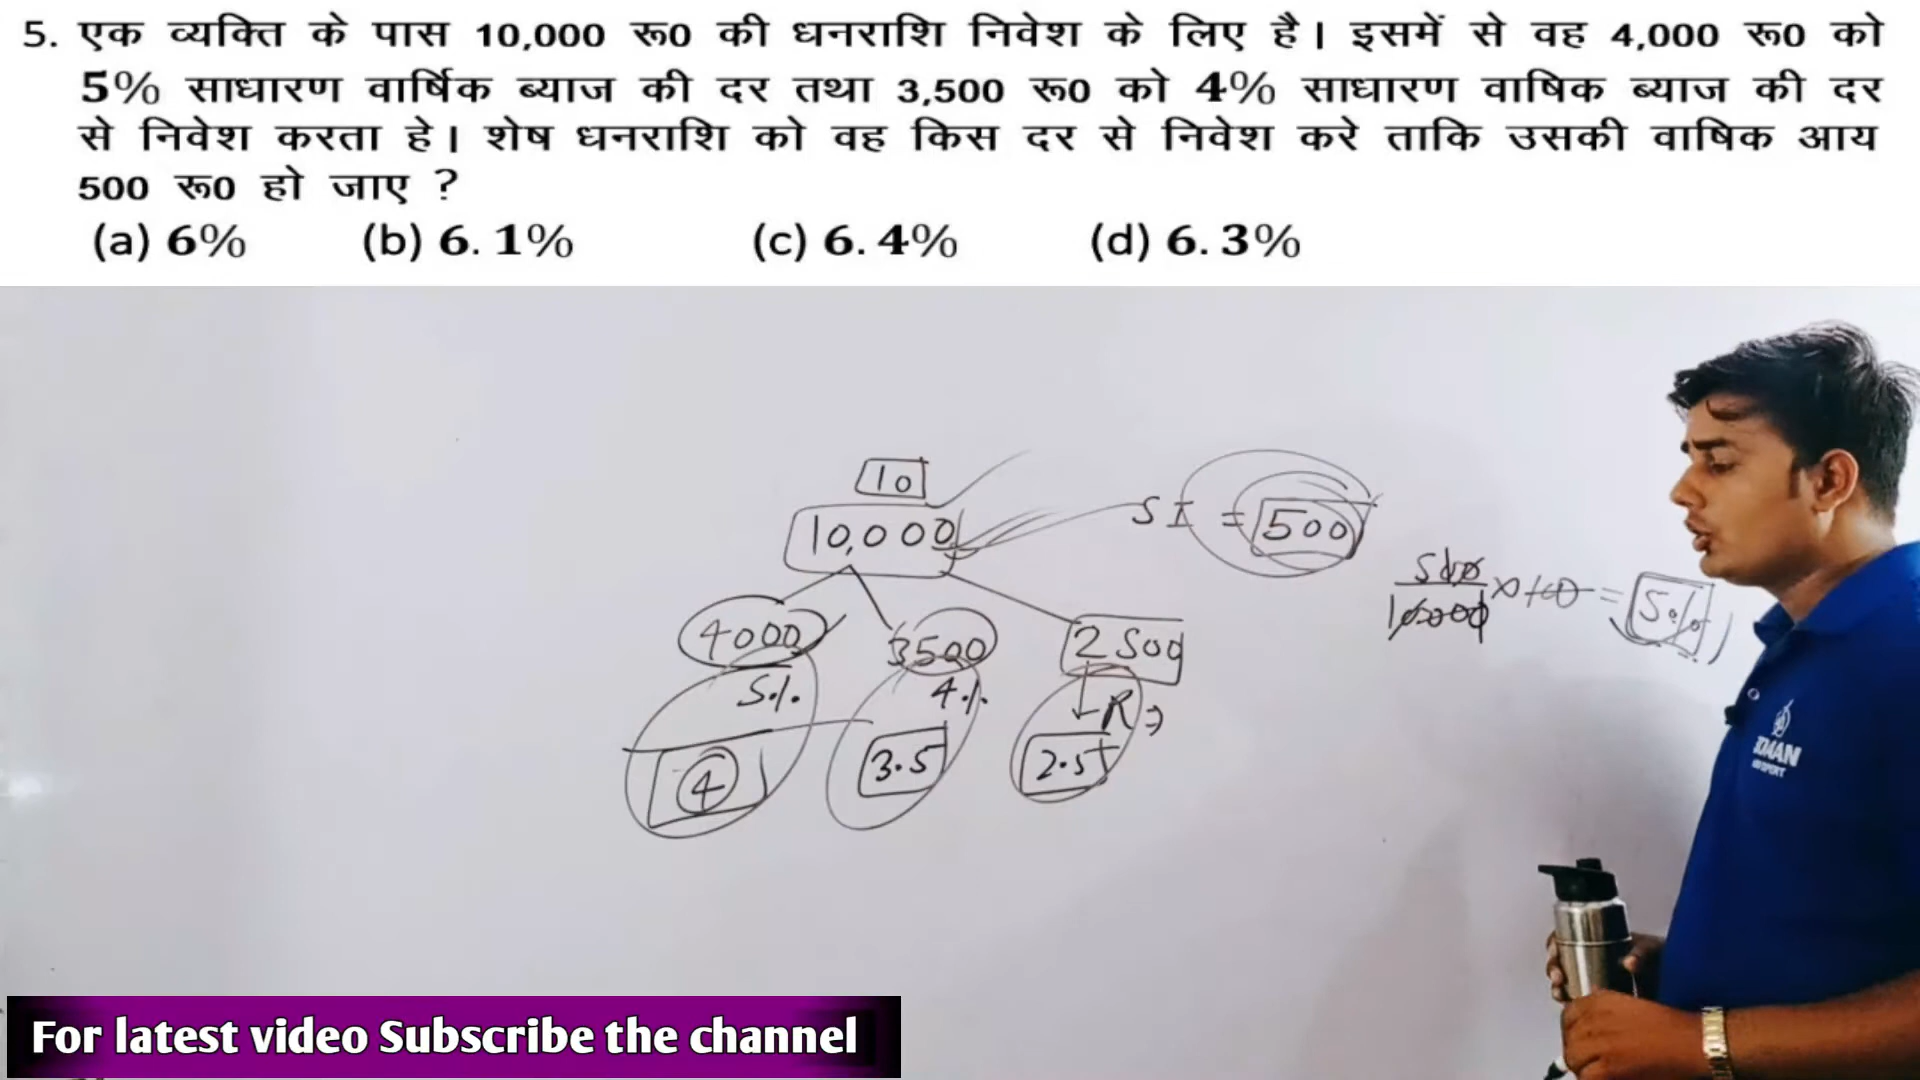 5. एक व्यक्ति के पास 10,000 रू0 की धनराशि निवेश के लिए है। इसमें से वह 4,000 रू0 को
5% साधारण वार्षिक ब्याज की दर तथा 3,500 रू0 को 4% साधारण वाषिक ब्याज की दर
से निवेश करता हे। शेष धनराशि को वह किस दर से निवेश करे ताकि उसकी वाषिक आय
500 रू0 हो जाए ?
(a) 6% (b) 6.1% (c) 6.4% (d) 6.3%
10
10,000 SI = 500
500/10000 × 100 = 5%
4000 3500 2500
5% 4% R
4 3.5 2.5
For latest video Subscribe the channel